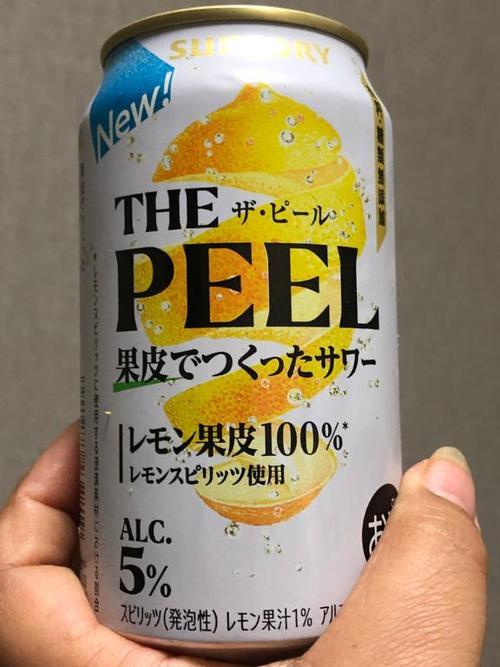 SUNTORY
New!
THE ザ・ピール
PEEL
果皮でつくったサワー
レモン果皮100%*
レモンスピリッツ使用
ALC.
5%
スピリッツ(発泡性) レモン果汁1% アル
お